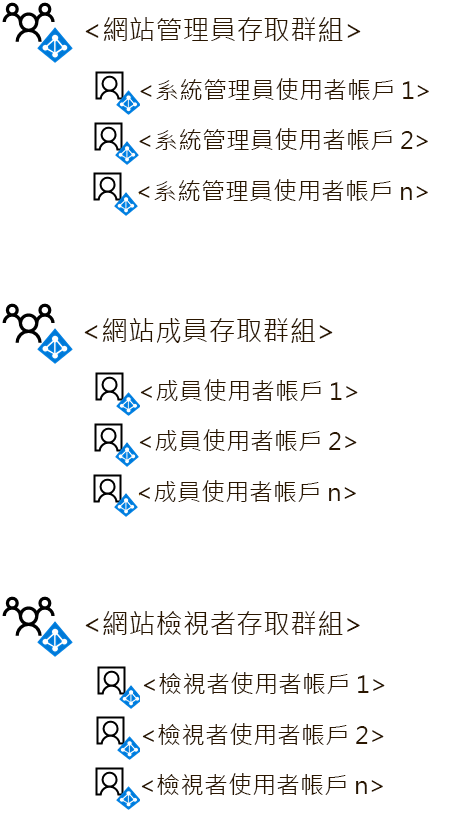 <網站管理員存取群組>
<系統管理員使用者帳戶 1>
<系統管理員使用者帳戶 2>
<系統管理員使用者帳戶 n>
<網站成員存取群組>
<成員使用者帳戶 1>
<成員使用者帳戶 2>
<成員使用者帳戶 n>
<網站檢視者存取群組>
<檢視者使用者帳戶 1>
<檢視者使用者帳戶 2>
<檢視者使用者帳戶 n>